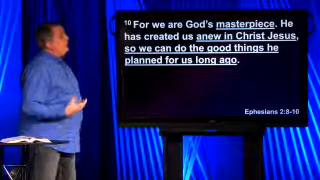 10 For we are God's masterpiece. He
has created us anew in Christ Jesus,
so we can do the good things he
planned for us long ago.
Ephesians 2:8-10